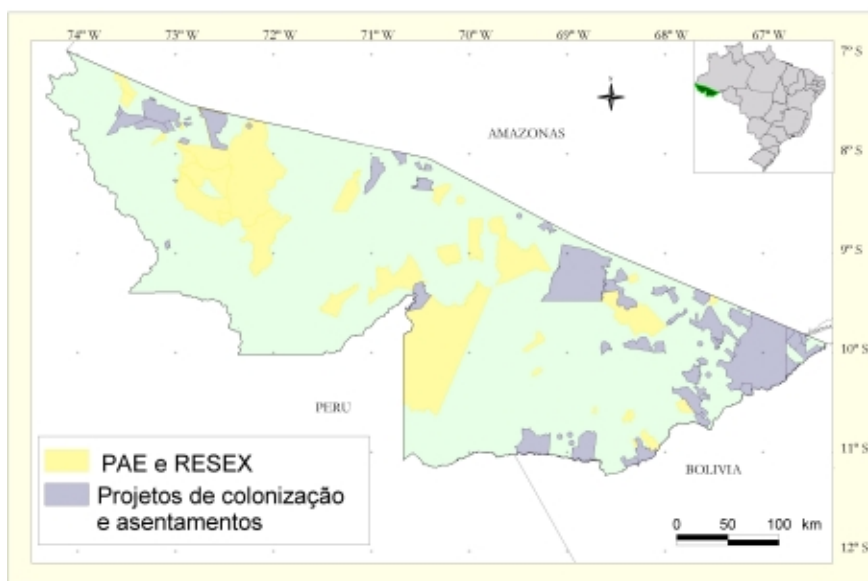 74° W 73° W 72° W 71° W 70° W 69° W 68° W 67° W
7° S
8° S
9° S
10° S
11° S
12° S
AMAZONAS
PERU
BOLIVIA
PAE e RESEX
Projetos de colonização
e asentamentos
0 50 100 km